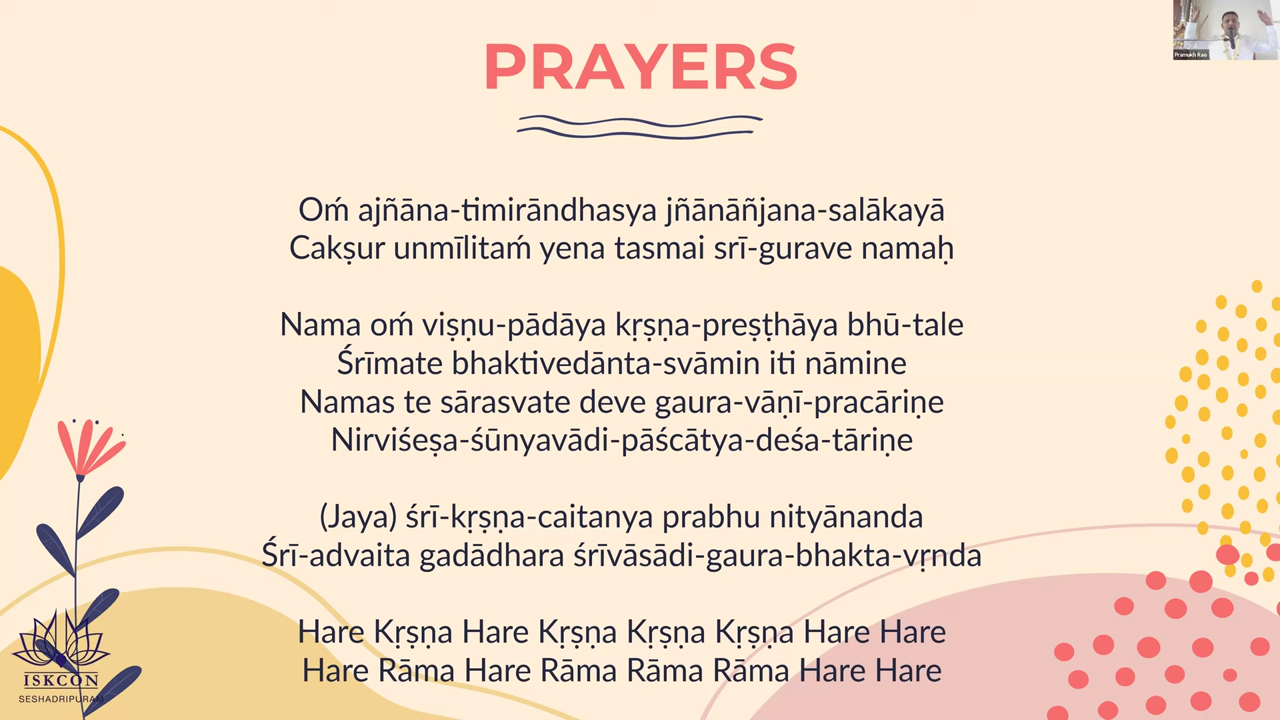 PRAYERS
Pramukh Rao
Oḿ ajñāna-timirāndhasya jñānāñjana-salākayā
Cakṣur unmīlitaḿ yena tasmai srī-gurave namaḥ
Nama oḿ viṣṇu-pādāya kṛṣṇa-preṣṭhāya bhū-tale
Śrīmate bhaktivedānta-svāmin iti nāmine
Namas te sārasvate deve gaura-vāṇī-pracāriṇe
Nirviśeṣa-śūnyavādi-pāścātya-deśa-tāriṇe
(Jaya) śrī-kṛṣṇa-caitanya prabhu nityānanda
Śrī-advaita gadādhara śrīvāsādi-gaura-bhakta-vṛnda
Hare Kṛṣṇa Hare Kṛṣṇa Kṛṣṇa Kṛṣṇa Hare Hare
Hare Rāma Hare Rāma Rāma Rāma Hare Hare
ISKCON
SESHADRIPURAM